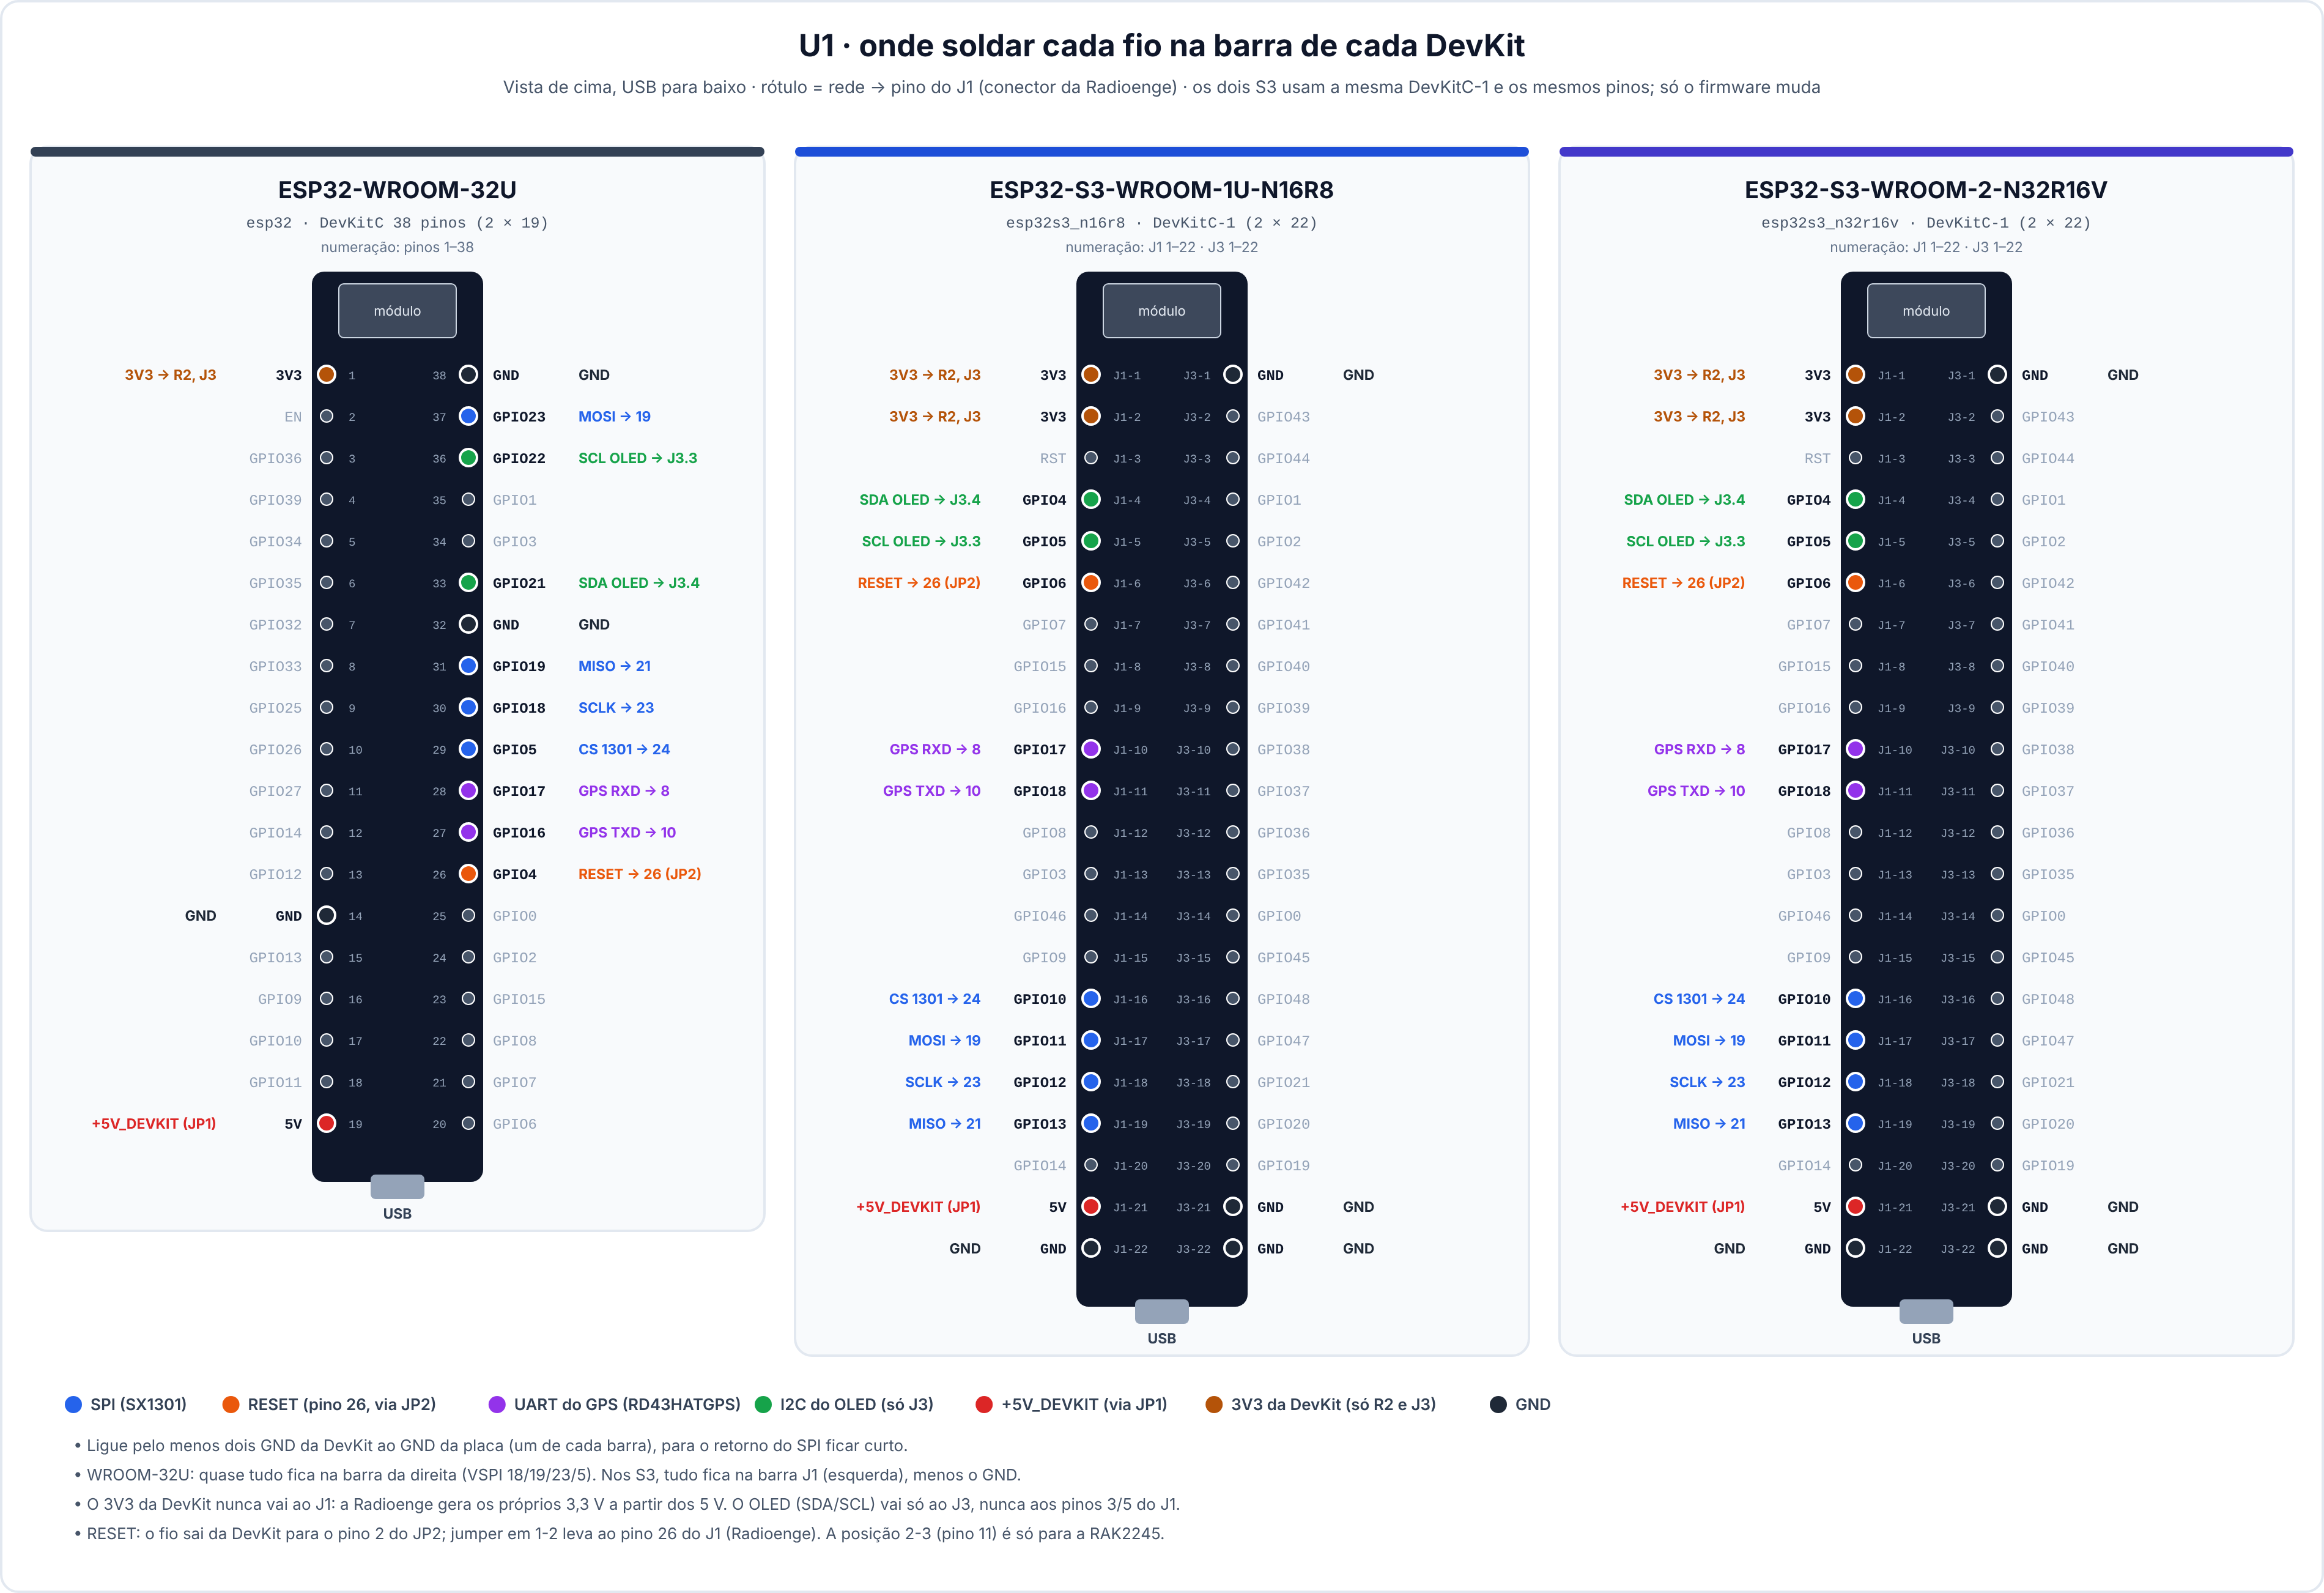 U1 · onde soldar cada fio na barra de cada DevKit
Vista de cima, USB para baixo · rótulo = rede → pino do J1 (conector da Radioenge) · os dois S3 usam a mesma DevKitC-1 e os mesmos pinos; só o firmware muda
ESP32-WROOM-32U
esp32 · DevKitC 38 pinos (2 × 19)
numeração: pinos 1–38
módulo
3V3 → R2, J3 3V3 1 38 GND GND
EN 2 37 GPIO23 MOSI → 19
GPIO36 3 36 GPIO22 SCL OLED → J3.3
GPIO39 4 35 GPIO1
GPIO34 5 34 GPIO3
GPIO35 6 33 GPIO21 SDA OLED → J3.4
GPIO32 7 32 GND GND
GPIO33 8 31 GPIO19 MISO → 21
GPIO25 9 30 GPIO18 SCLK → 23
GPIO26 10 29 GPIO5 CS 1301 → 24
GPIO27 11 28 GPIO17 GPS RXD → 8
GPIO14 12 27 GPIO16 GPS TXD → 10
GPIO12 13 26 GPIO4 RESET → 26 (JP2)
GND GND 14 25 GPIO0
GPIO13 15 24 GPIO2
GPIO9 16 23 GPIO15
GPIO10 17 22 GPIO8
GPIO11 18 21 GPIO7
+5V_DEVKIT (JP1) 5V 19 20 GPIO6
USB
ESP32-S3-WROOM-1U-N16R8
esp32s3_n16r8 · DevKitC-1 (2 × 22)
numeração: J1 1–22 · J3 1–22
módulo
3V3 → R2, J3 3V3 J1-1 J3-1 GND GND
3V3 → R2, J3 3V3 J1-2 J3-2 GPIO43
RST J1-3 J3-3 GPIO44
SDA OLED → J3.4 GPIO4 J1-4 J3-4 GPIO1
SCL OLED → J3.3 GPIO5 J1-5 J3-5 GPIO2
RESET → 26 (JP2) GPIO6 J1-6 J3-6 GPIO42
GPIO7 J1-7 J3-7 GPIO41
GPIO15 J1-8 J3-8 GPIO40
GPIO16 J1-9 J3-9 GPIO39
GPS RXD → 8 GPIO17 J1-10 J3-10 GPIO38
GPS TXD → 10 GPIO18 J1-11 J3-11 GPIO37
GPIO8 J1-12 J3-12 GPIO36
GPIO3 J1-13 J3-13 GPIO35
GPIO46 J1-14 J3-14 GPIO0
GPIO9 J1-15 J3-15 GPIO45
CS 1301 → 24 GPIO10 J1-16 J3-16 GPIO48
MOSI → 19 GPIO11 J1-17 J3-17 GPIO47
SCLK → 23 GPIO12 J1-18 J3-18 GPIO21
MISO → 21 GPIO13 J1-19 J3-19 GPIO20
GPIO14 J1-20 J3-20 GPIO19
+5V_DEVKIT (JP1) 5V J1-21 J3-21 GND GND
GND GND J1-22 J3-22 GND GND
USB
ESP32-S3-WROOM-2-N32R16V
esp32s3_n32r16v · DevKitC-1 (2 × 22)
numeração: J1 1–22 · J3 1–22
módulo
3V3 → R2, J3 3V3 J1-1 J3-1 GND GND
3V3 → R2, J3 3V3 J1-2 J3-2 GPIO43
RST J1-3 J3-3 GPIO44
SDA OLED → J3.4 GPIO4 J1-4 J3-4 GPIO1
SCL OLED → J3.3 GPIO5 J1-5 J3-5 GPIO2
RESET → 26 (JP2) GPIO6 J1-6 J3-6 GPIO42
GPIO7 J1-7 J3-7 GPIO41
GPIO15 J1-8 J3-8 GPIO40
GPIO16 J1-9 J3-9 GPIO39
GPS RXD → 8 GPIO17 J1-10 J3-10 GPIO38
GPS TXD → 10 GPIO18 J1-11 J3-11 GPIO37
GPIO8 J1-12 J3-12 GPIO36
GPIO3 J1-13 J3-13 GPIO35
GPIO46 J1-14 J3-14 GPIO0
GPIO9 J1-15 J3-15 GPIO45
CS 1301 → 24 GPIO10 J1-16 J3-16 GPIO48
MOSI → 19 GPIO11 J1-17 J3-17 GPIO47
SCLK → 23 GPIO12 J1-18 J3-18 GPIO21
MISO → 21 GPIO13 J1-19 J3-19 GPIO20
GPIO14 J1-20 J3-20 GPIO19
+5V_DEVKIT (JP1) 5V J1-21 J3-21 GND GND
GND GND J1-22 J3-22 GND GND
USB
SPI (SX1301) RESET (pino 26, via JP2) UART do GPS (RD43HATGPS) I2C do OLED (só J3) +5V_DEVKIT (via JP1) 3V3 da DevKit (só R2 e J3) GND
• Ligue pelo menos dois GND da DevKit ao GND da placa (um de cada barra), para o retorno do SPI ficar curto.
• WROOM-32U: quase tudo fica na barra da direita (VSPI 18/19/23/5). Nos S3, tudo fica na barra J1 (esquerda), menos o GND.
• O 3V3 da DevKit nunca vai ao J1: a Radioenge gera os próprios 3,3 V a partir dos 5 V. O OLED (SDA/SCL) vai só ao J3, nunca aos pinos 3/5 do J1.
• RESET: o fio sai da DevKit para o pino 2 do JP2; jumper em 1-2 leva ao pino 26 do J1 (Radioenge). A posição 2-3 (pino 11) é só para a RAK2245.